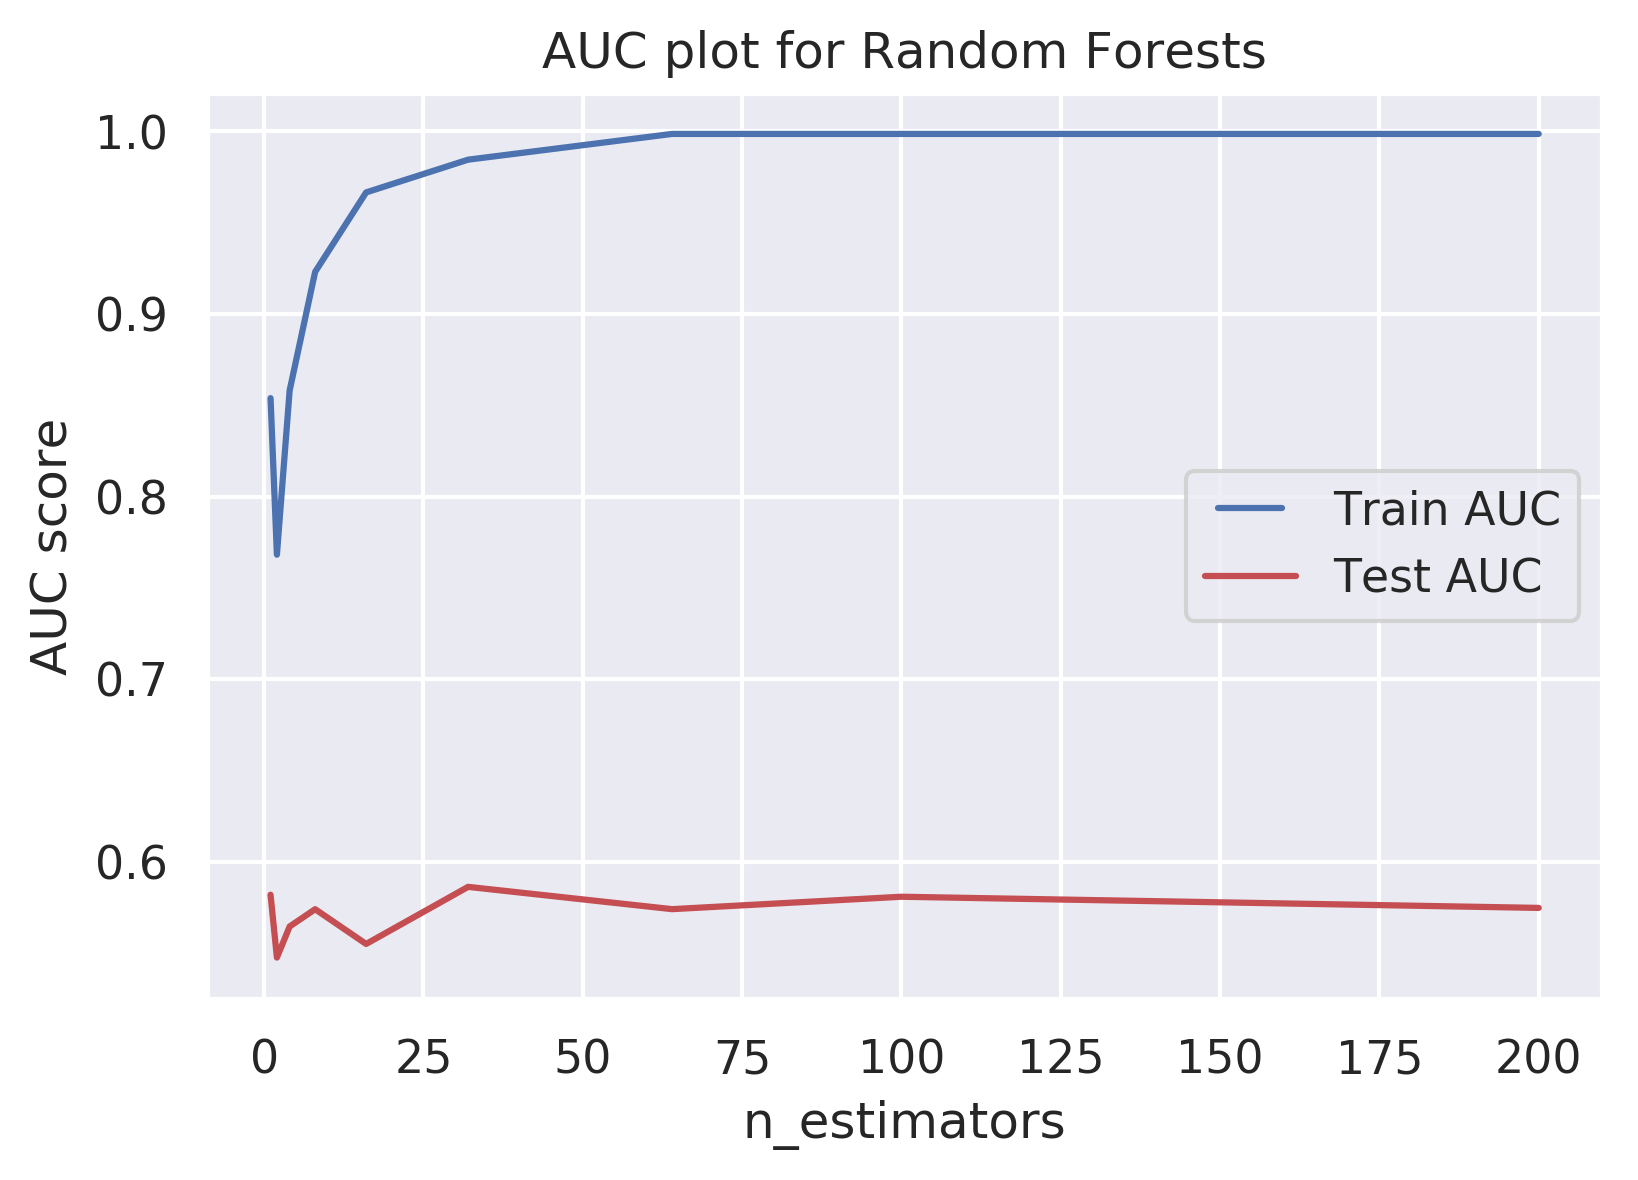 AUC plot for Random Forests
1.0
0.9
0.8
0.7
0.6
AUC score
Train AUC
Test AUC
0 25 50 75 100 125 150 175 200
n_estimators